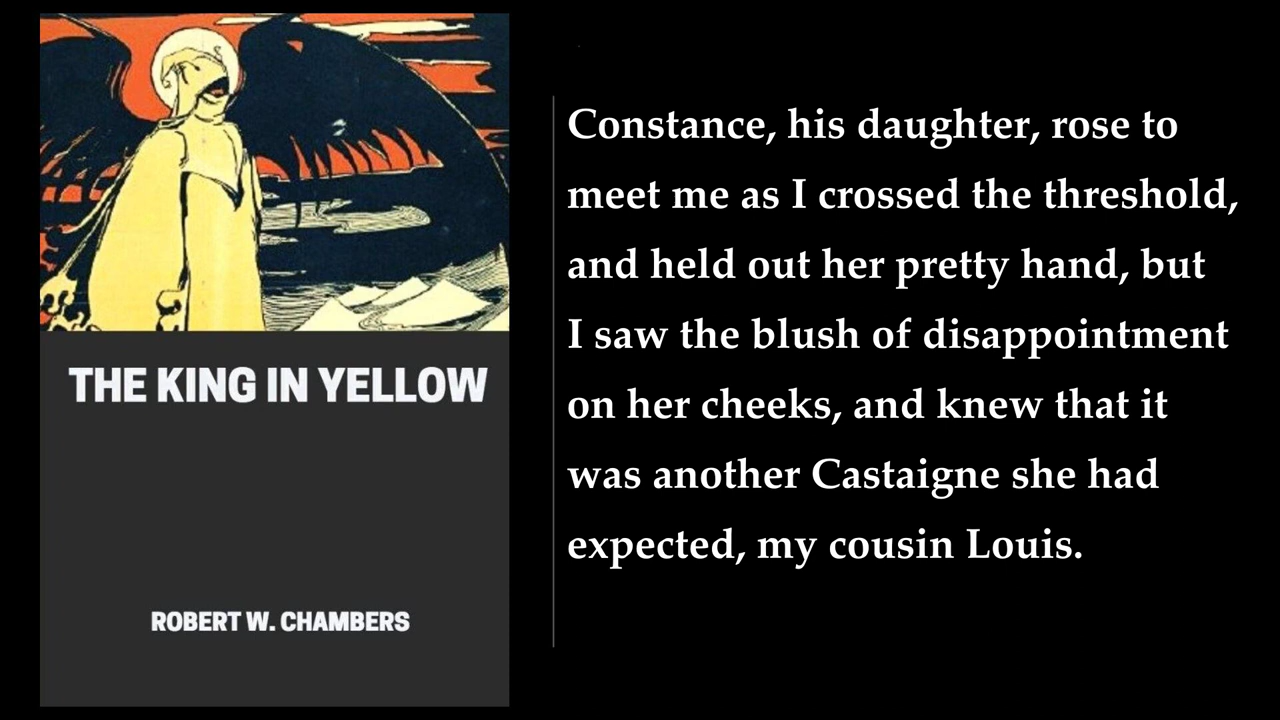 THE KING IN YELLOW
ROBERT W. CHAMBERS
Constance, his daughter, rose to
meet me as I crossed the threshold,
and held out her pretty hand, but
I saw the blush of disappointment
on her cheeks, and knew that it
was another Castaigne she had
expected, my cousin Louis.